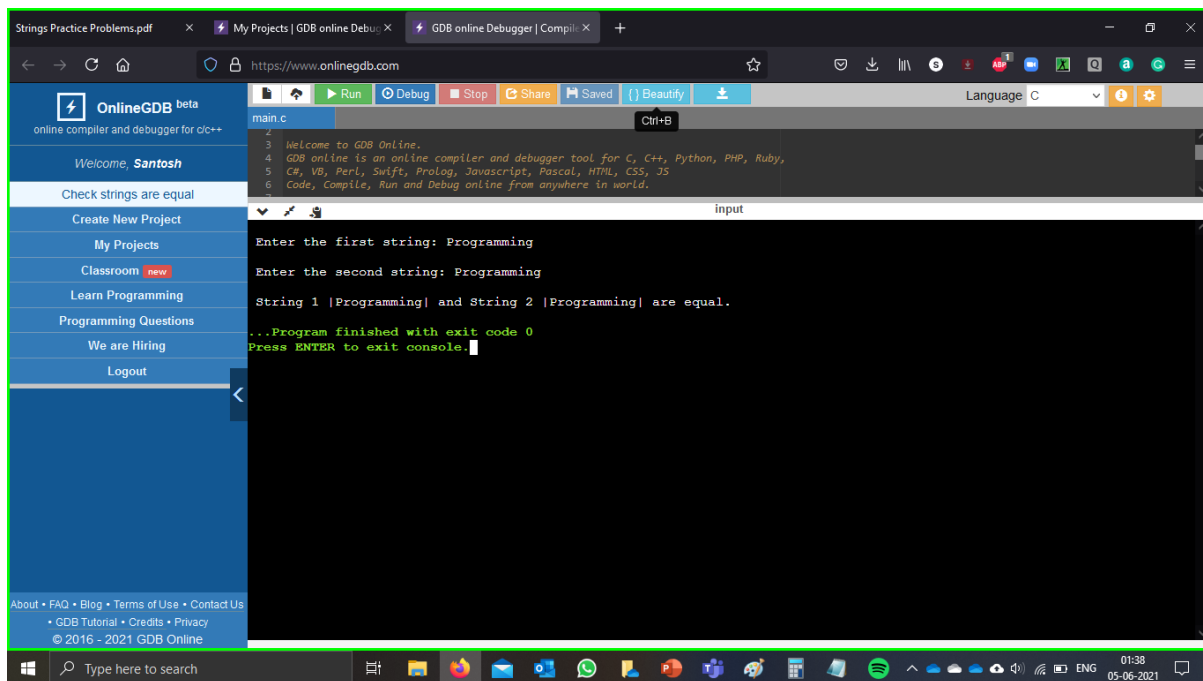 Strings Practice Problems.pdf
My Projects | GDB online Debug
GDB online Debugger | Compile
https://www.onlinegdb.com
OnlineGDB beta
online compiler and debugger for c/c++
Welcome, Santosh
Check strings are equal
Create New Project
My Projects
Classroom new
Learn Programming
Programming Questions
We are Hiring
Logout
About • FAQ • Blog • Terms of Use • Contact Us
• GDB Tutorial • Credits • Privacy
© 2016 - 2021 GDB Online
Run Debug Stop Share Saved { } Beautify
Language C
main.c
Ctrl+B
2
3 Welcome to GDB Online.
4 GDB online is an online compiler and debugger tool for C, C++, Python, PHP, Ruby,
5 C#, VB, Perl, Swift, Prolog, Javascript, Pascal, HTML, CSS, JS
6 Code, Compile, Run and Debug online from anywhere in world.
input
Enter the first string: Programming
Enter the second string: Programming
String 1 |Programming| and String 2 |Programming| are equal.
...Program finished with exit code 0
Press ENTER to exit console.
Type here to search
ENG
01:38
05-06-2021